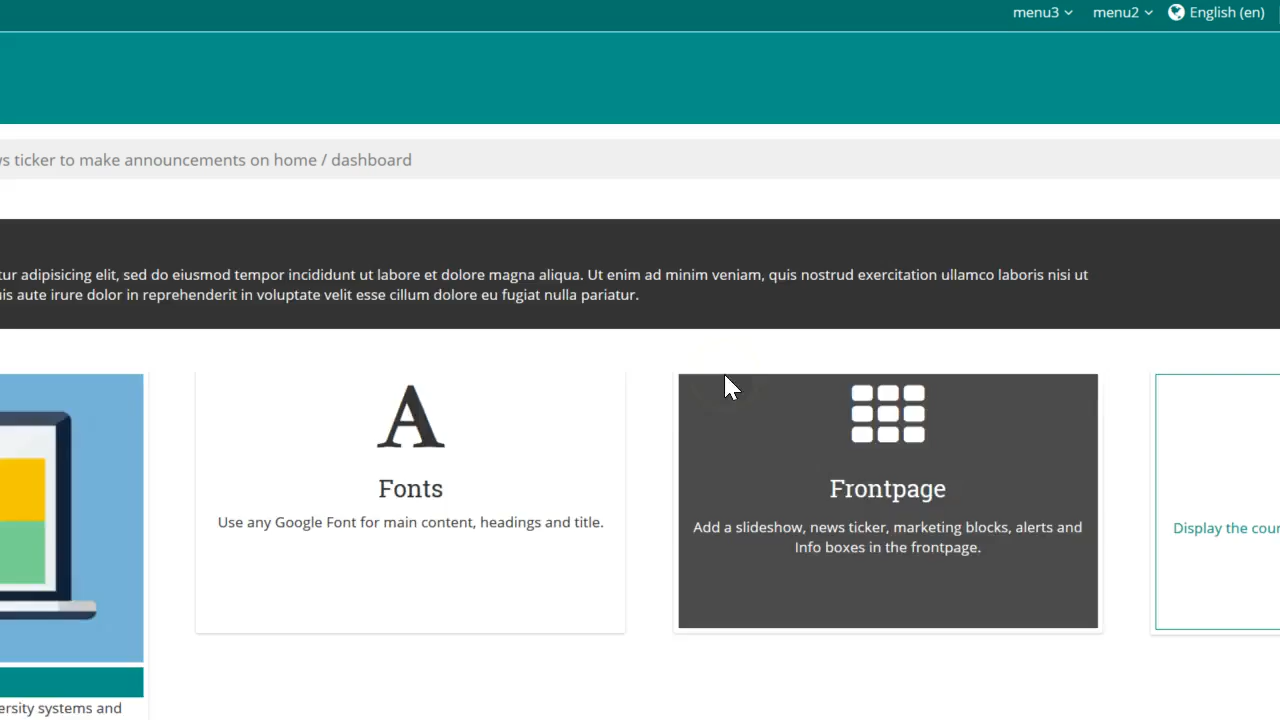 menu3
menu2
English (en)
ticker to make announcements on home / dashboard
adipisicing elit, sed do eiusmod tempor incididunt ut labore et dolore magna aliqua. Ut enim ad minim veniam, quis nostrud exercitation ullamco laboris nisi ut
aute irure dolor in reprehenderit in voluptate velit esse cillum dolore eu fugiat nulla pariatur.
A
Fonts
Use any Google Font for main content, headings and title.
Frontpage
Add a slideshow, news ticker, marketing blocks, alerts and
Info boxes in the frontpage.
Display the
systems and